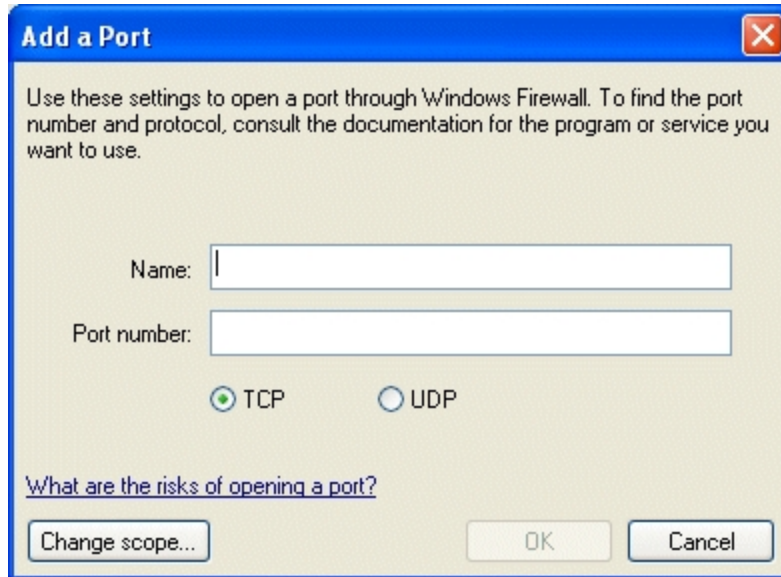 Add a Port
Use these settings to open a port through Windows Firewall. To find the port
number and protocol, consult the documentation for the program or service you
want to use.
Name:
Port number:
TCP UDP
What are the risks of opening a port?
Change scope... OK Cancel